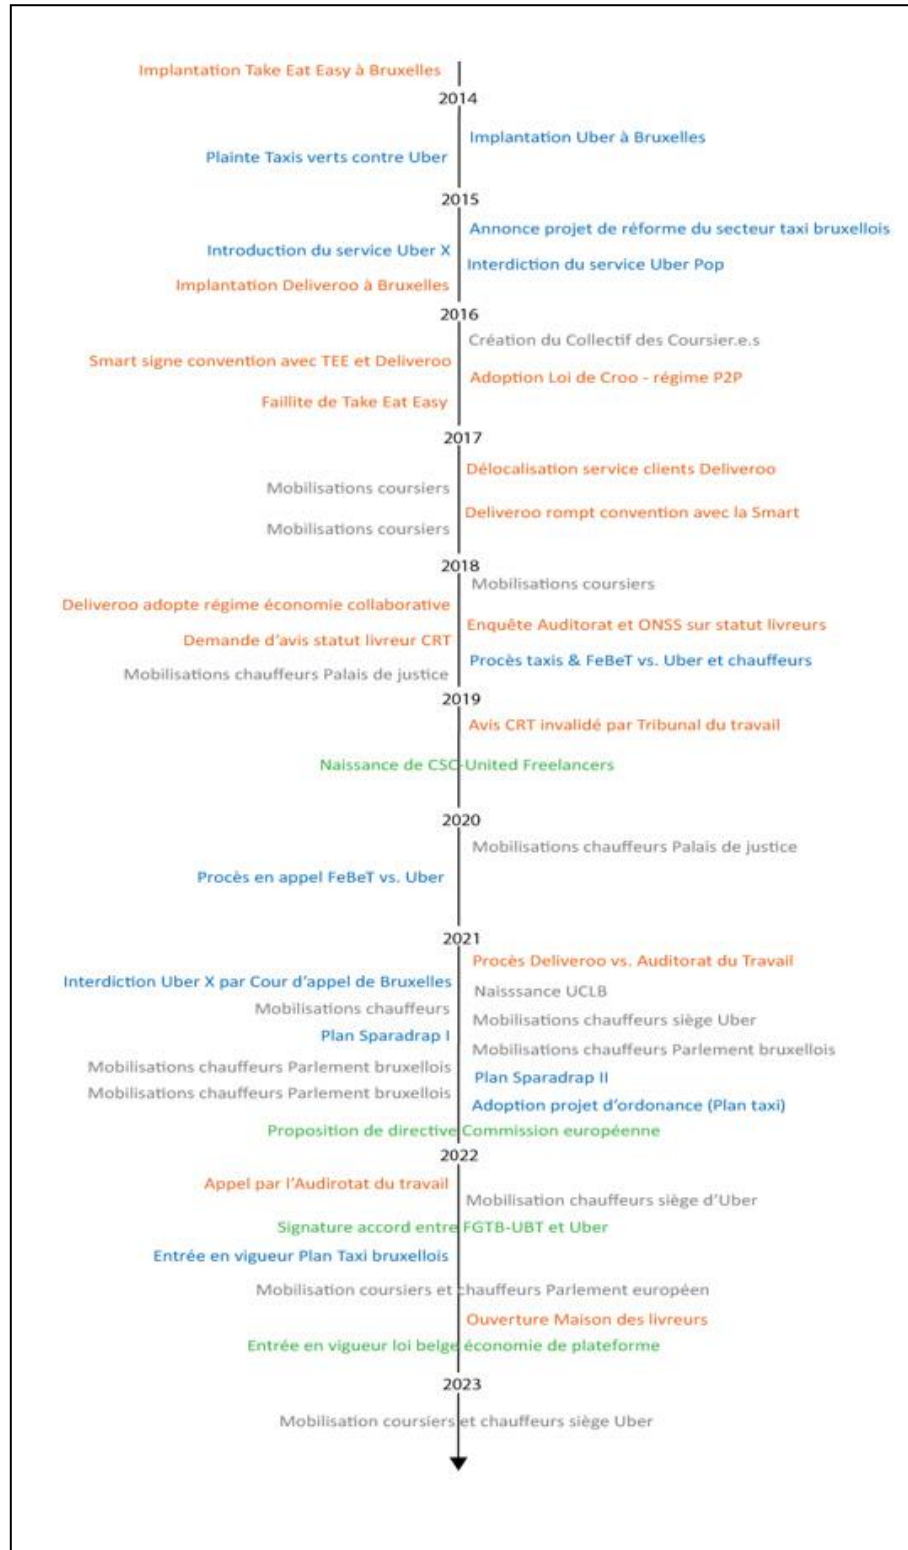 Implantation Take Eat Easy à Bruxelles
2014
Implantation Uber à Bruxelles
Plainte Taxis verts contre Uber
2015
Annonce projet de réforme du secteur taxi bruxellois
Introduction du service Uber X
Interdiction du service Uber Pop
Implantation Deliveroo à Bruxelles
2016
Création du Collectif des Coursier.e.s
Smart signe convention avec TEE et Deliveroo
Adoption Loi de Croo - régime P2P
Faillite de Take Eat Easy
2017
Délocalisation service clients Deliveroo
Mobilisations coursiers
Deliveroo rompt convention avec la Smart
Mobilisations coursiers
2018
Mobilisations coursiers
Deliveroo adopte régime économie collaborative
Enquête Auditorat et ONSS sur statut livreurs
Demande d'avis statut livreur CRT
Procès taxis & FeBeT vs. Uber et chauffeurs
Mobilisations chauffeurs Palais de justice
2019
Avis CRT invalidé par Tribunal du travail
Naissance de CSC-United Freelancers
2020
Mobilisations chauffeurs Palais de justice
Procès en appel FeBeT vs. Uber
2021
Procès Deliveroo vs. Auditorat du Travail
Interdiction Uber X par Cour d'appel de Bruxelles
Naisssance UCLB
Mobilisations chauffeurs
Mobilisations chauffeurs siège Uber
Plan Sparadrap I
Mobilisations chauffeurs Parlement bruxellois
Mobilisations chauffeurs Parlement bruxellois
Plan Sparadrap II
Mobilisations chauffeurs Parlement bruxellois
Adoption projet d'ordonance (Plan taxi)
Proposition de directive Commission européenne
2022
Appel par l'Audirotat du travail
Mobilisation chauffeurs siège d'Uber
Signature accord entre FGTB-UBT et Uber
Entrée en vigueur Plan Taxi bruxellois
Mobilisation coursiers et chauffeurs Parlement européen
Ouverture Maison des livreurs
Entrée en vigueur loi belge économie de plateforme
2023
Mobilisation coursiers et chauffeurs siège Uber